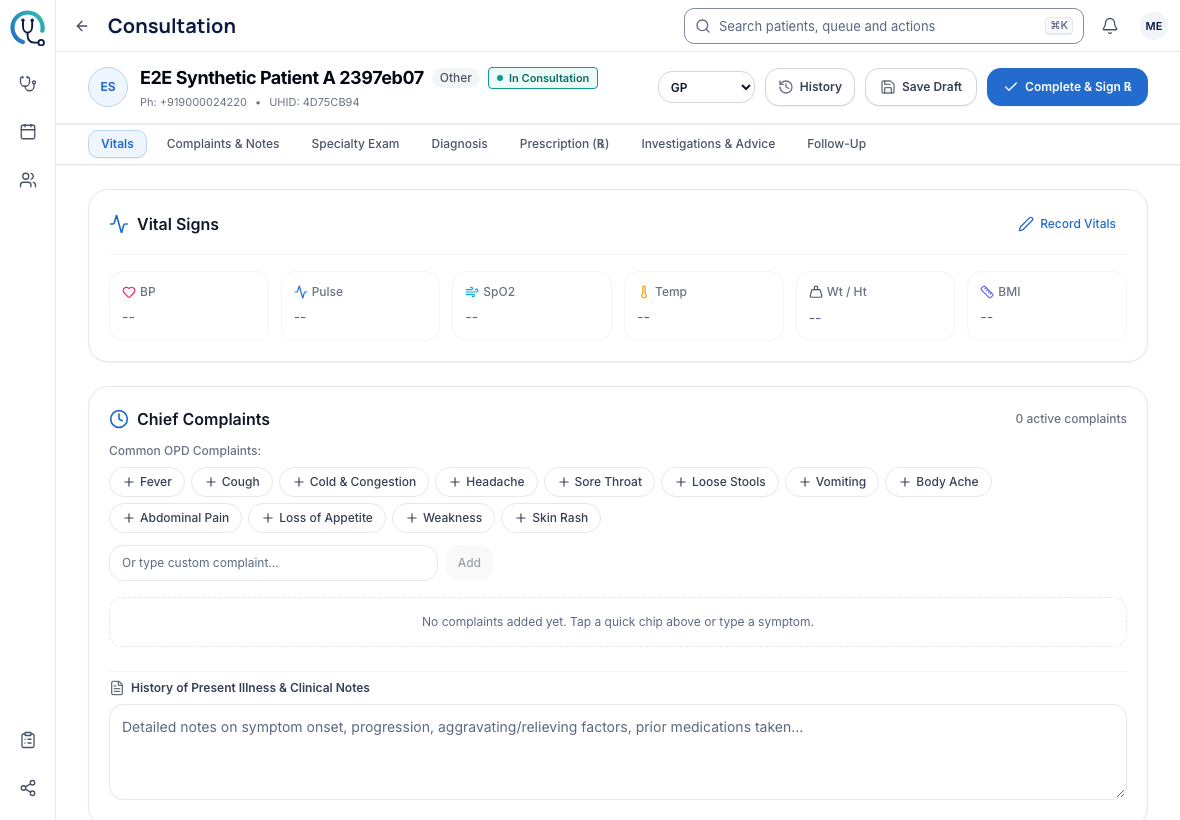 Consultation
Search patients, queue and actions
⌘K
ME
ES
E2E Synthetic Patient A 2397eb07
Other
In Consultation
Ph: +919000024220 • UHID: 4D75CB94
GP
History
Save Draft
Complete & Sign ℞
Vitals
Complaints & Notes
Specialty Exam
Diagnosis
Prescription (℞)
Investigations & Advice
Follow-Up
Vital Signs
Record Vitals
BP
--
Pulse
--
SpO2
--
Temp
--
Wt / Ht
--
BMI
--
Chief Complaints
0 active complaints
Common OPD Complaints:
Fever
Cough
Cold & Congestion
Headache
Sore Throat
Loose Stools
Vomiting
Body Ache
Abdominal Pain
Loss of Appetite
Weakness
Skin Rash
Or type custom complaint...
Add
No complaints added yet. Tap a quick chip above or type a symptom.
History of Present Illness & Clinical Notes
Detailed notes on symptom onset, progression, aggravating/relieving factors, prior medications taken...